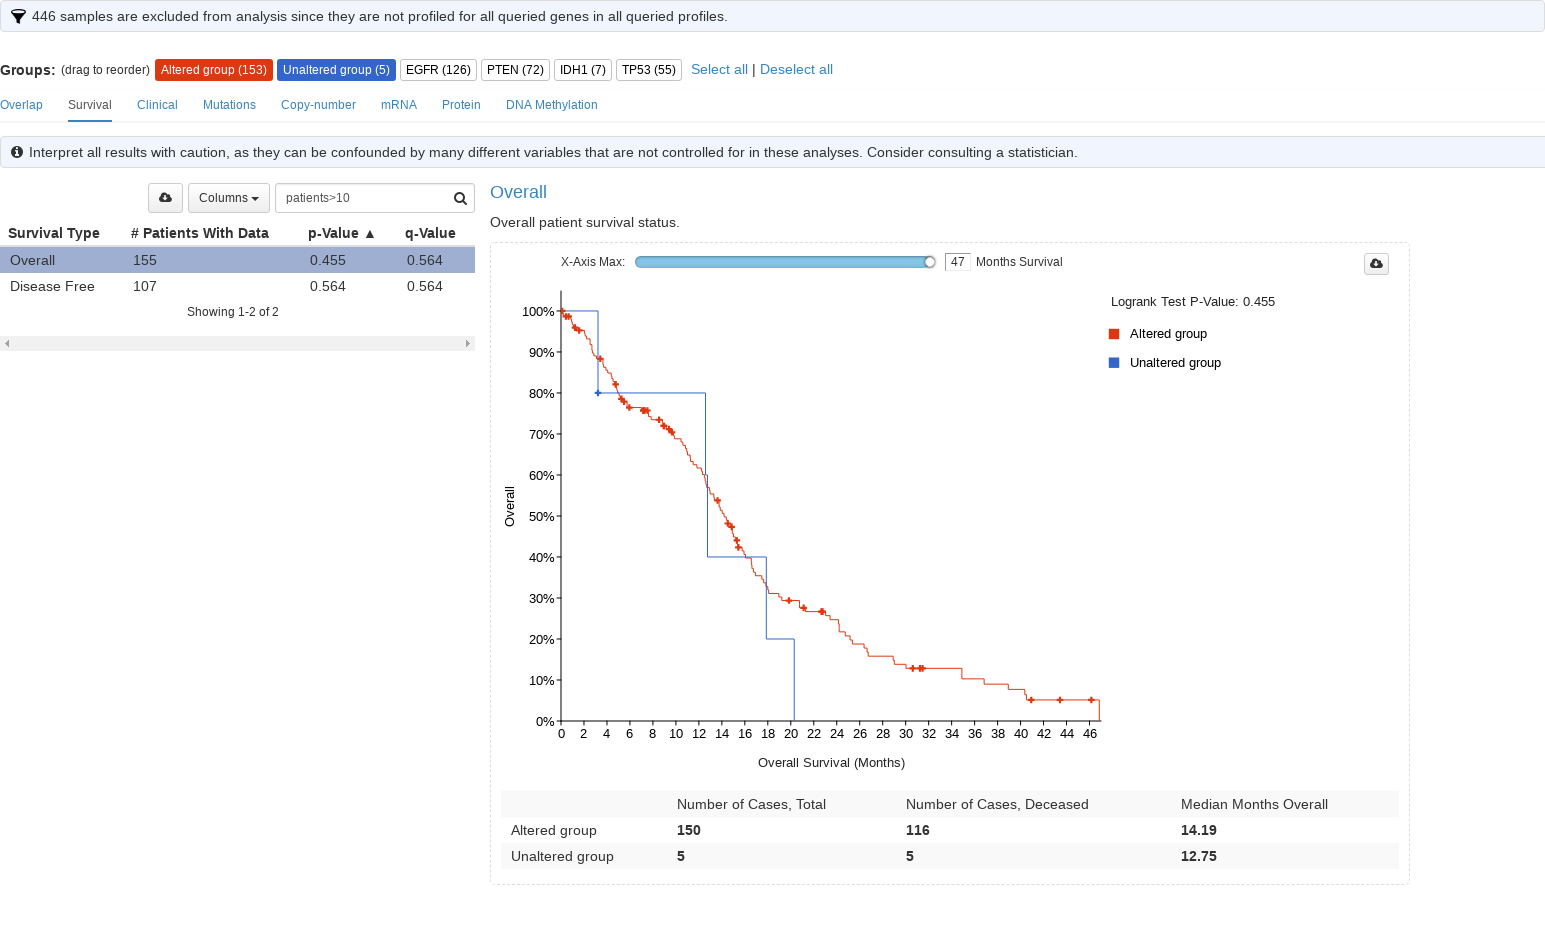 446 samples are excluded from analysis since they are not profiled for all queried genes in all queried profiles.
Groups: (drag to reorder) Altered group (153) Unaltered group (5) EGFR (126) PTEN (72) IDH1 (7) TP53 (55) Select all | Deselect all
Overlap Survival Clinical Mutations Copy-number mRNA Protein DNA Methylation
Interpret all results with caution, as they can be confounded by many different variables that are not controlled for in these analyses. Consider consulting a statistician.
Columns patients>10
Survival Type # Patients With Data p-Value ▲ q-Value
Overall 155 0.455 0.564
Disease Free 107 0.564 0.564
Showing 1-2 of 2
Overall
Overall patient survival status.
X-Axis Max: 47 Months Survival
Logrank Test P-Value: 0.455
Altered group
Unaltered group
100%
90%
80%
70%
60%
50%
40%
30%
20%
10%
0%
Overall
0 2 4 6 8 10 12 14 16 18 20 22 24 26 28 30 32 34 36 38 40 42 44 46
Overall Survival (Months)
Number of Cases, Total Number of Cases, Deceased Median Months Overall
Altered group 150 116 14.19
Unaltered group 5 5 12.75